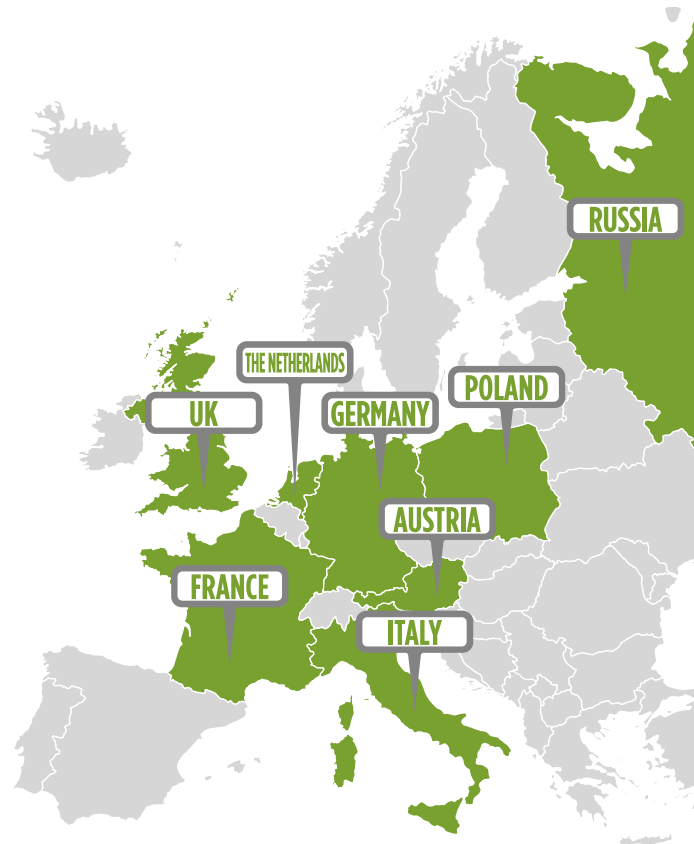 RUSSIA
THE NETHERLANDS
POLAND
UK
GERMANY
AUSTRIA
FRANCE
ITALY